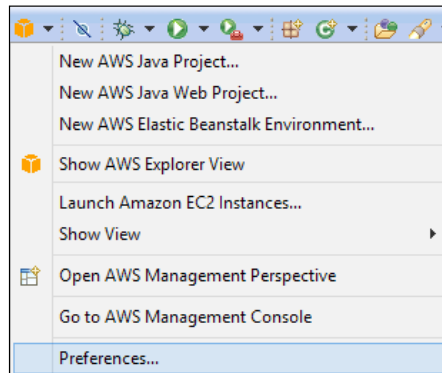 New AWS Java Project...
New AWS Java Web Project...
New AWS Elastic Beanstalk Environment...
Show AWS Explorer View
Launch Amazon EC2 Instances...
Show View
Open AWS Management Perspective
Go to AWS Management Console
Preferences...